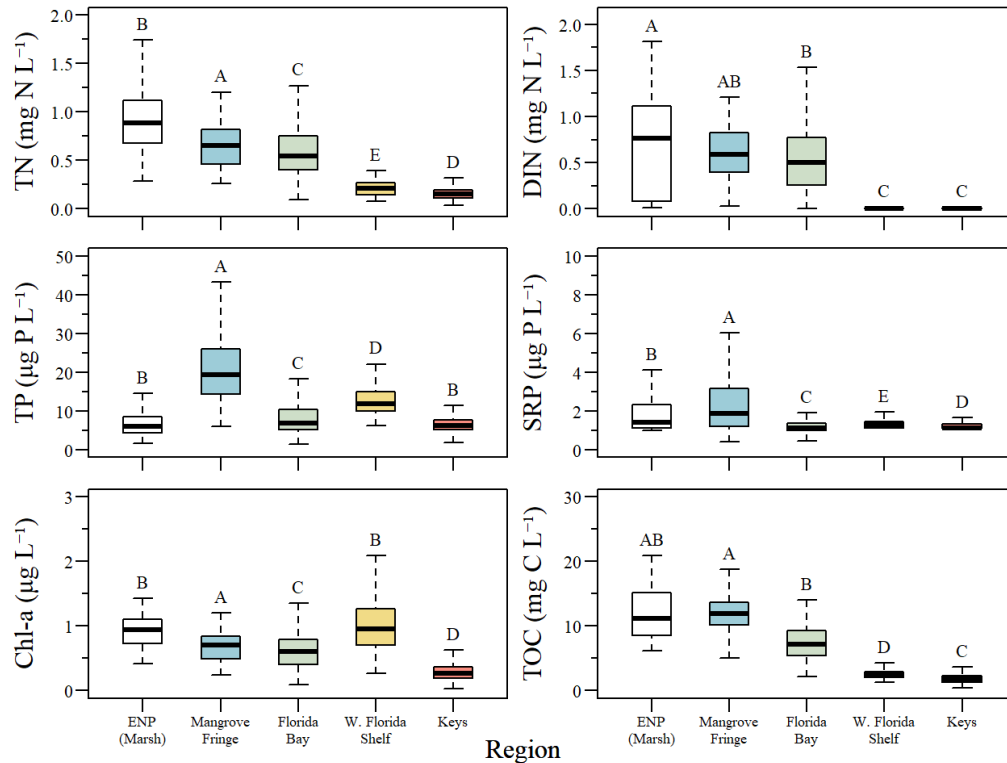 TN (mg N L⁻¹)
2.0
1.5
1.0
0.5
0.0
B
A
C
E
D
DIN (mg N L⁻¹)
2.0
1.5
1.0
0.5
0.0
A
AB
B
C
C
TP (µg P L⁻¹)
50
40
30
20
10
0
B
A
C
D
B
SRP (µg P L⁻¹)
10
8
6
4
2
0
B
A
C
E
D
Chl-a (µg L⁻¹)
3
2
1
0
B
A
C
B
D
ENP
(Marsh)
Mangrove
Fringe
Florida
Bay
W. Florida
Shelf
Keys
TOC (mg C L⁻¹)
30
20
10
0
AB
A
B
D
C
ENP
(Marsh)
Mangrove
Fringe
Florida
Bay
W. Florida
Shelf
Keys
Region